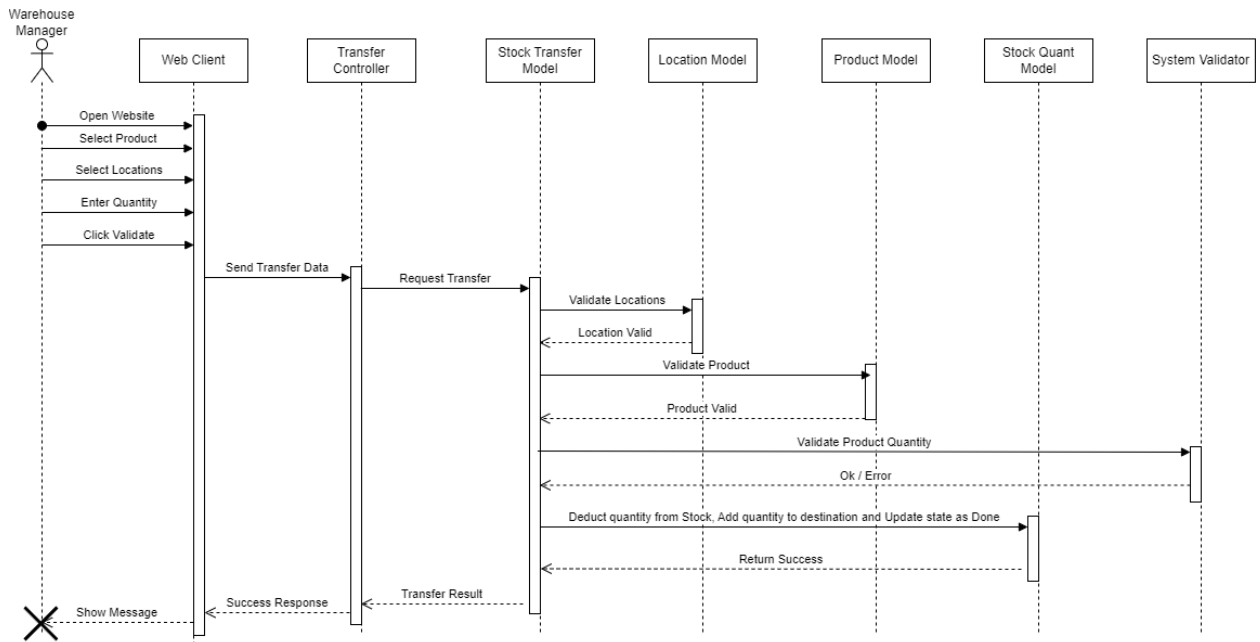 Warehouse
Manager
Web Client
Transfer
Controller
Stock Transfer
Model
Location Model
Product Model
Stock Quant
Model
System Validator
Open Website
Select Product
Select Locations
Enter Quantity
Click Validate
Send Transfer Data
Request Transfer
Validate Locations
Location Valid
Validate Product
Product Valid
Validate Product Quantity
Ok / Error
Deduct quantity from Stock, Add quantity to destination and Update state as Done
Return Success
Transfer Result
Success Response
Show Message